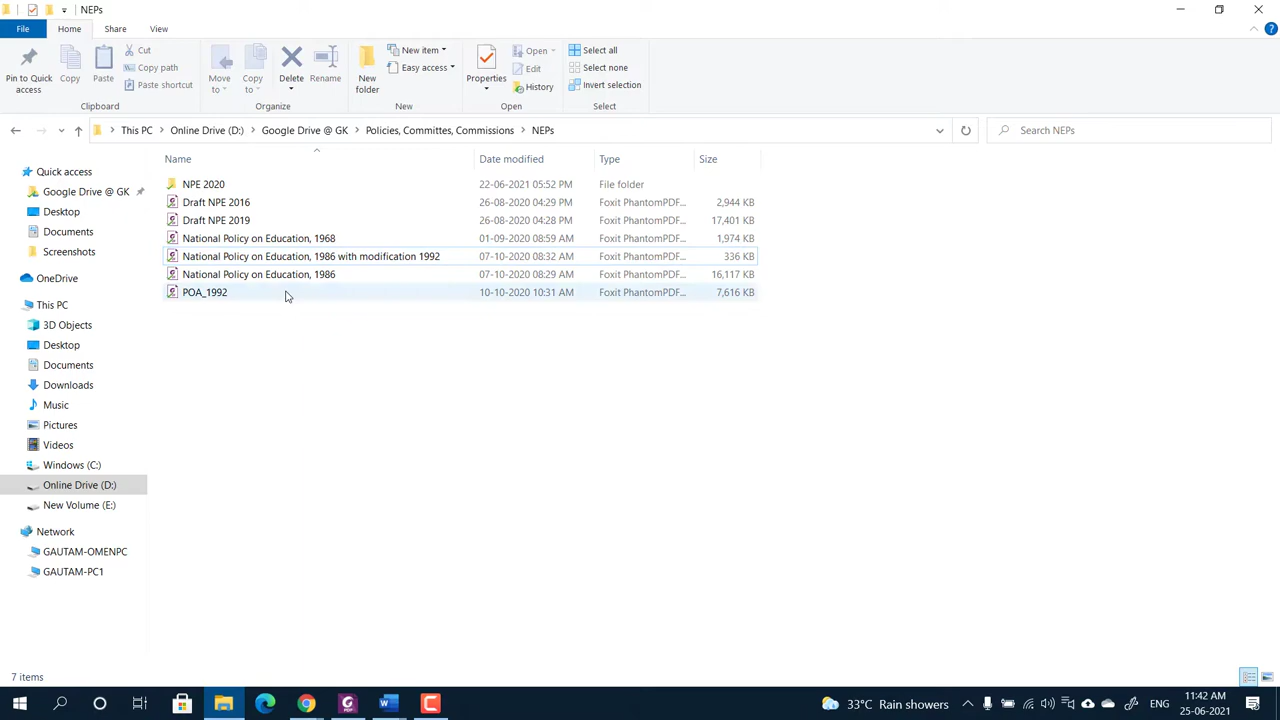 NEPs
File Home Share View
Pin to Quick access
Copy
Paste
Cut
Copy path
Paste shortcut
Clipboard
Move to
Copy to
Delete
Rename
Organize
New folder
New item
Easy access
New
Properties
Open
Edit
History
Open
Select all
Select none
Invert selection
Select
This PC > Online Drive (D:) > Google Drive @ GK > Policies, Committes, Commissions > NEPs
Search NEPs
Quick access
Google Drive @ GK
Desktop
Documents
Screenshots
OneDrive
This PC
3D Objects
Desktop
Documents
Downloads
Music
Pictures
Videos
Windows (C:)
Online Drive (D:)
New Volume (E:)
Network
GAUTAM-OMENPC
GAUTAM-PC1
Name Date modified Type Size
NPE 2020 22-06-2021 05:52 PM File folder
Draft NPE 2016 26-08-2020 04:29 PM Foxit PhantomPDF... 2,944 KB
Draft NPE 2019 26-08-2020 04:28 PM Foxit PhantomPDF... 17,401 KB
National Policy on Education, 1968 01-09-2020 08:59 AM Foxit PhantomPDF... 1,974 KB
National Policy on Education, 1986 with modification 1992 07-10-2020 08:32 AM Foxit PhantomPDF... 336 KB
National Policy on Education, 1986 07-10-2020 08:29 AM Foxit PhantomPDF... 16,117 KB
POA_1992 10-10-2020 10:31 AM Foxit PhantomPDF... 7,616 KB
7 items
33°C Rain showers
ENG
11:42 AM
25-06-2021